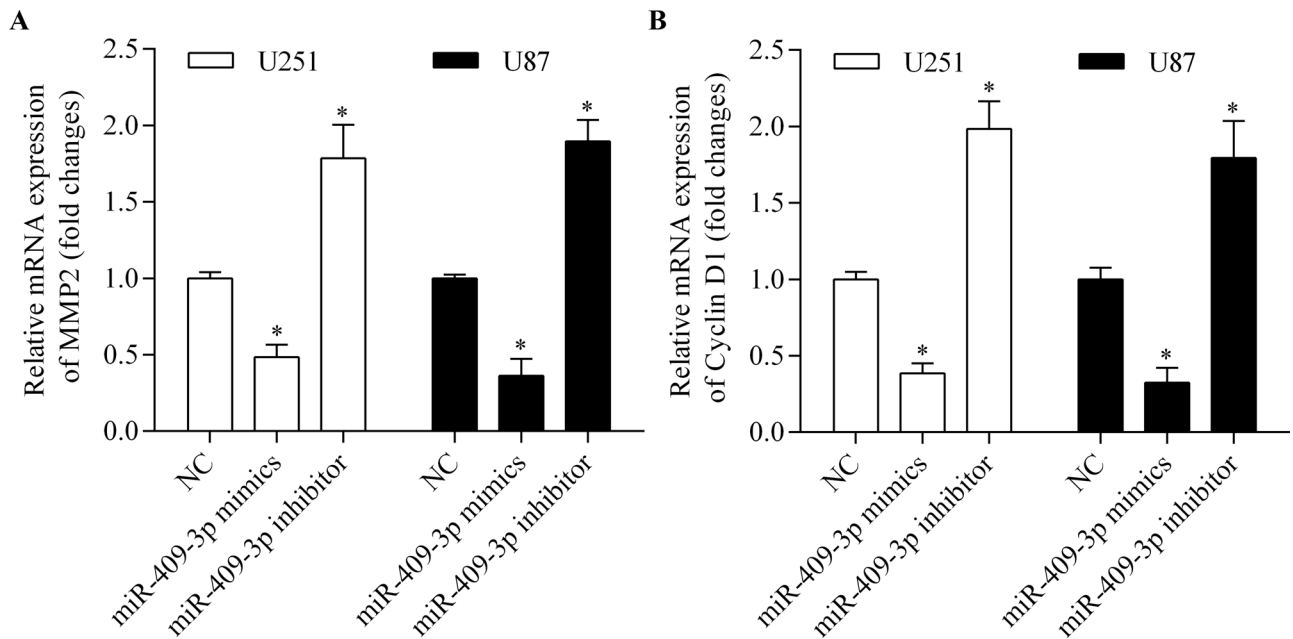 A
Relative mRNA expression
of MMP2 (fold changes)
2.5
2.0
1.5
1.0
0.5
0.0
U251
U87
*
*
*
*
NC
miR-409-3p mimics
miR-409-3p inhibitor
NC
miR-409-3p mimics
miR-409-3p inhibitor
B
Relative mRNA expression
of Cyclin D1 (fold changes)
2.5
2.0
1.5
1.0
0.5
0.0
U251
U87
*
*
*
*
NC
miR-409-3p mimics
miR-409-3p inhibitor
NC
miR-409-3p mimics
miR-409-3p inhibitor